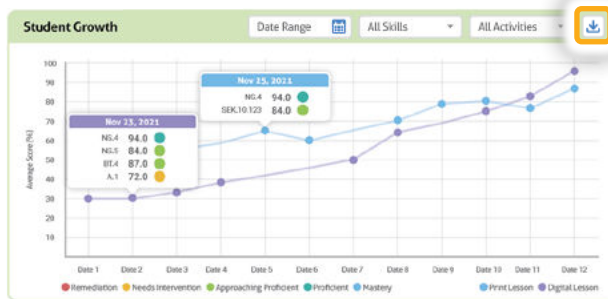 Student Growth
Date Range
All Skills
All Activities
100
90
80
70
60
50
40
30
20
10
Average Score (%)
Nov 23, 2021
NS.4 94.0
NS.5 84.0
BT.4 87.0
A.1 72.0
Nov 25, 2021
NG.4 94.0
SEK.10.123 84.0
Date 1 Date 2 Date 3 Date 4 Date 5 Date 6 Date 7 Date 8 Date 9 Date 10 Date 11 Date 12
Remediation Needs Intervention Approaching Proficient Proficient Mastery Print Lesson Digital Lesson